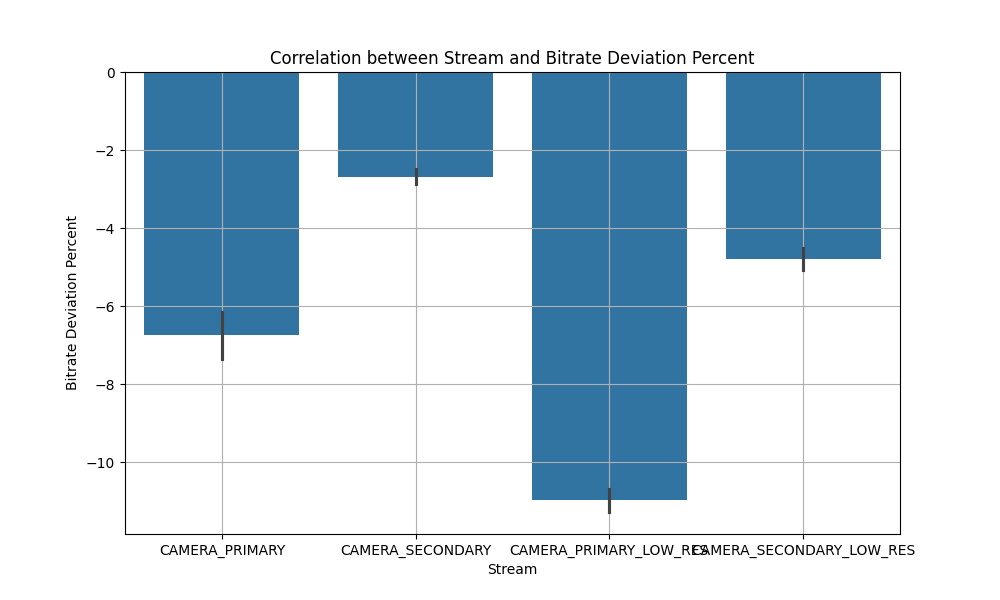 Correlation between Stream and Bitrate Deviation Percent
Bitrate Deviation Percent
0
−2
−4
−6
−8
−10
CAMERA_PRIMARY
CAMERA_SECONDARY
CAMERA_PRIMARY_LOW_RES
CAMERA_SECONDARY_LOW_RES
Stream